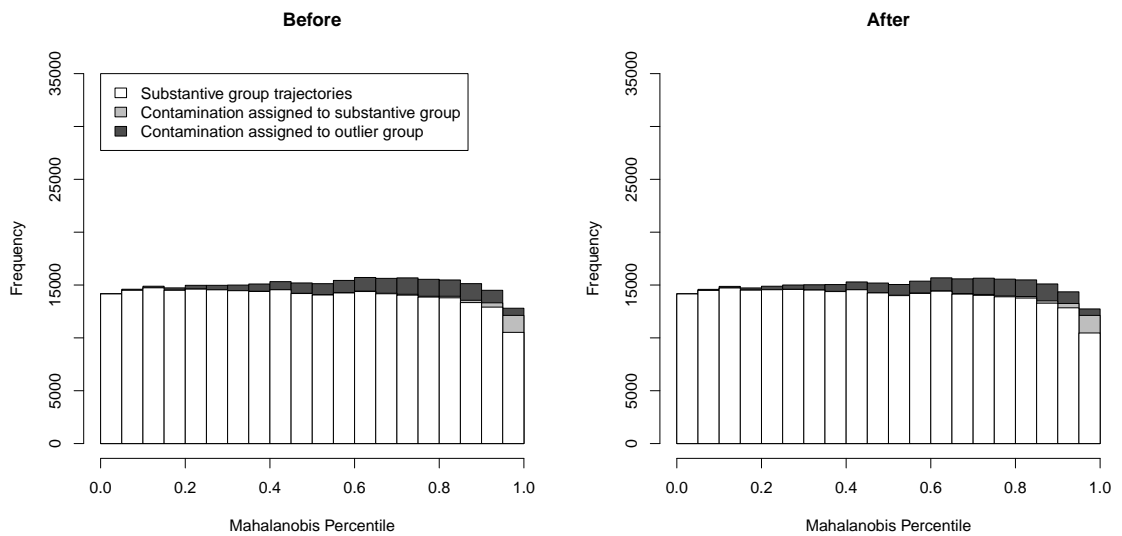 Before
Frequency
35000
25000
15000
5000
0
Substantive group trajectories
Contamination assigned to substantive group
Contamination assigned to outlier group
0.0 0.2 0.4 0.6 0.8 1.0
Mahalanobis Percentile
After
Frequency
35000
25000
15000
5000
0
0.0 0.2 0.4 0.6 0.8 1.0
Mahalanobis Percentile